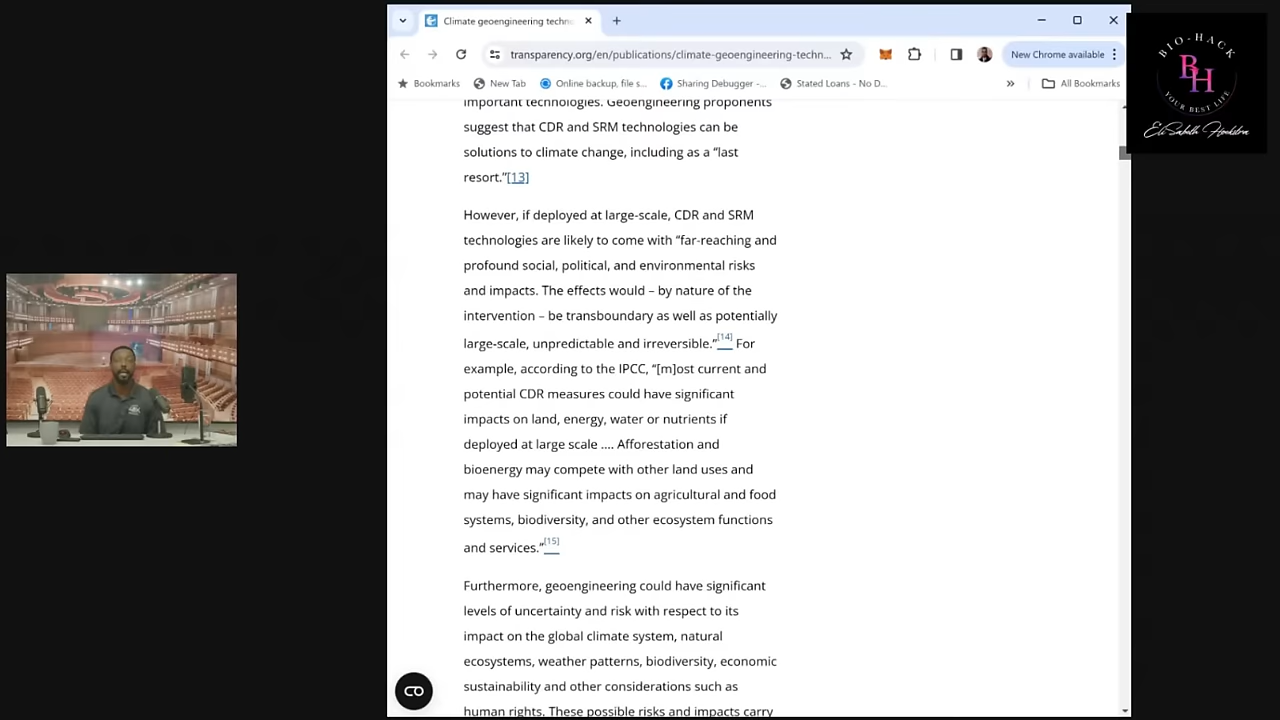 Climate geoengineering techn
transparency.org/en/publications/climate-geoengineering-techn...
New Chrome available
Bookmarks
New Tab
Online backup, file s...
Sharing Debugger -...
Stated Loans - No D...
»
All Bookmarks
BIO-HACK
BH
YOUR BEST LIFE
important technologies. Geoengineering proponents
suggest that CDR and SRM technologies can be
solutions to climate change, including as a “last
resort.”[13]
However, if deployed at large-scale, CDR and SRM
technologies are likely to come with “far-reaching and
profound social, political, and environmental risks
and impacts. The effects would – by nature of the
intervention – be transboundary as well as potentially
large-scale, unpredictable and irreversible.”[14] For
example, according to the IPCC, “[m]ost current and
potential CDR measures could have significant
impacts on land, energy, water or nutrients if
deployed at large scale .... Afforestation and
bioenergy may compete with other land uses and
may have significant impacts on agricultural and food
systems, biodiversity, and other ecosystem functions
and services.”[15]
Furthermore, geoengineering could have significant
levels of uncertainty and risk with respect to its
impact on the global climate system, natural
ecosystems, weather patterns, biodiversity, economic
sustainability and other considerations such as
human rights. These possible risks and impacts carry